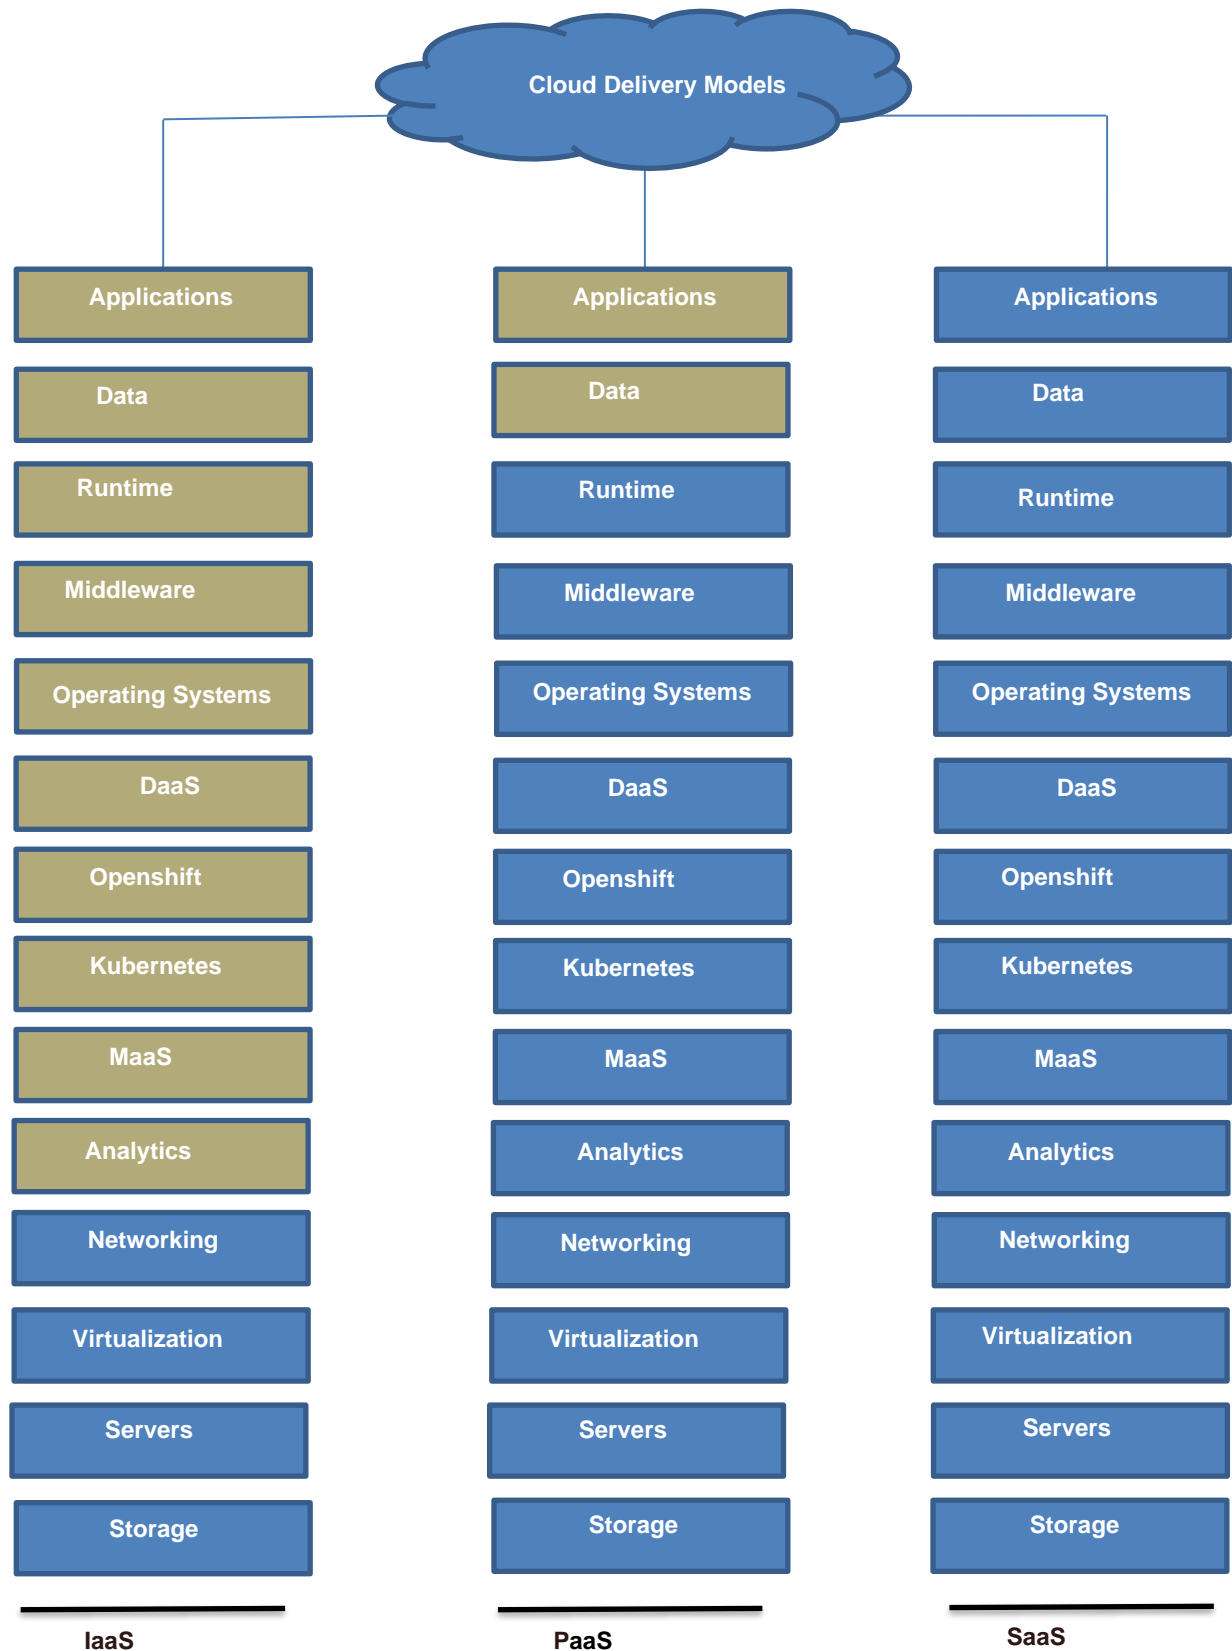 Cloud Delivery Models
Applications
Applications
Applications
Data
Data
Data
Runtime
Runtime
Runtime
Middleware
Middleware
Middleware
Operating Systems
Operating Systems
Operating Systems
DaaS
DaaS
DaaS
Openshift
Openshift
Openshift
Kubernetes
Kubernetes
Kubernetes
MaaS
MaaS
MaaS
Analytics
Analytics
Analytics
Networking
Networking
Networking
Virtualization
Virtualization
Virtualization
Servers
Servers
Servers
Storage
Storage
Storage
IaaS
PaaS
SaaS